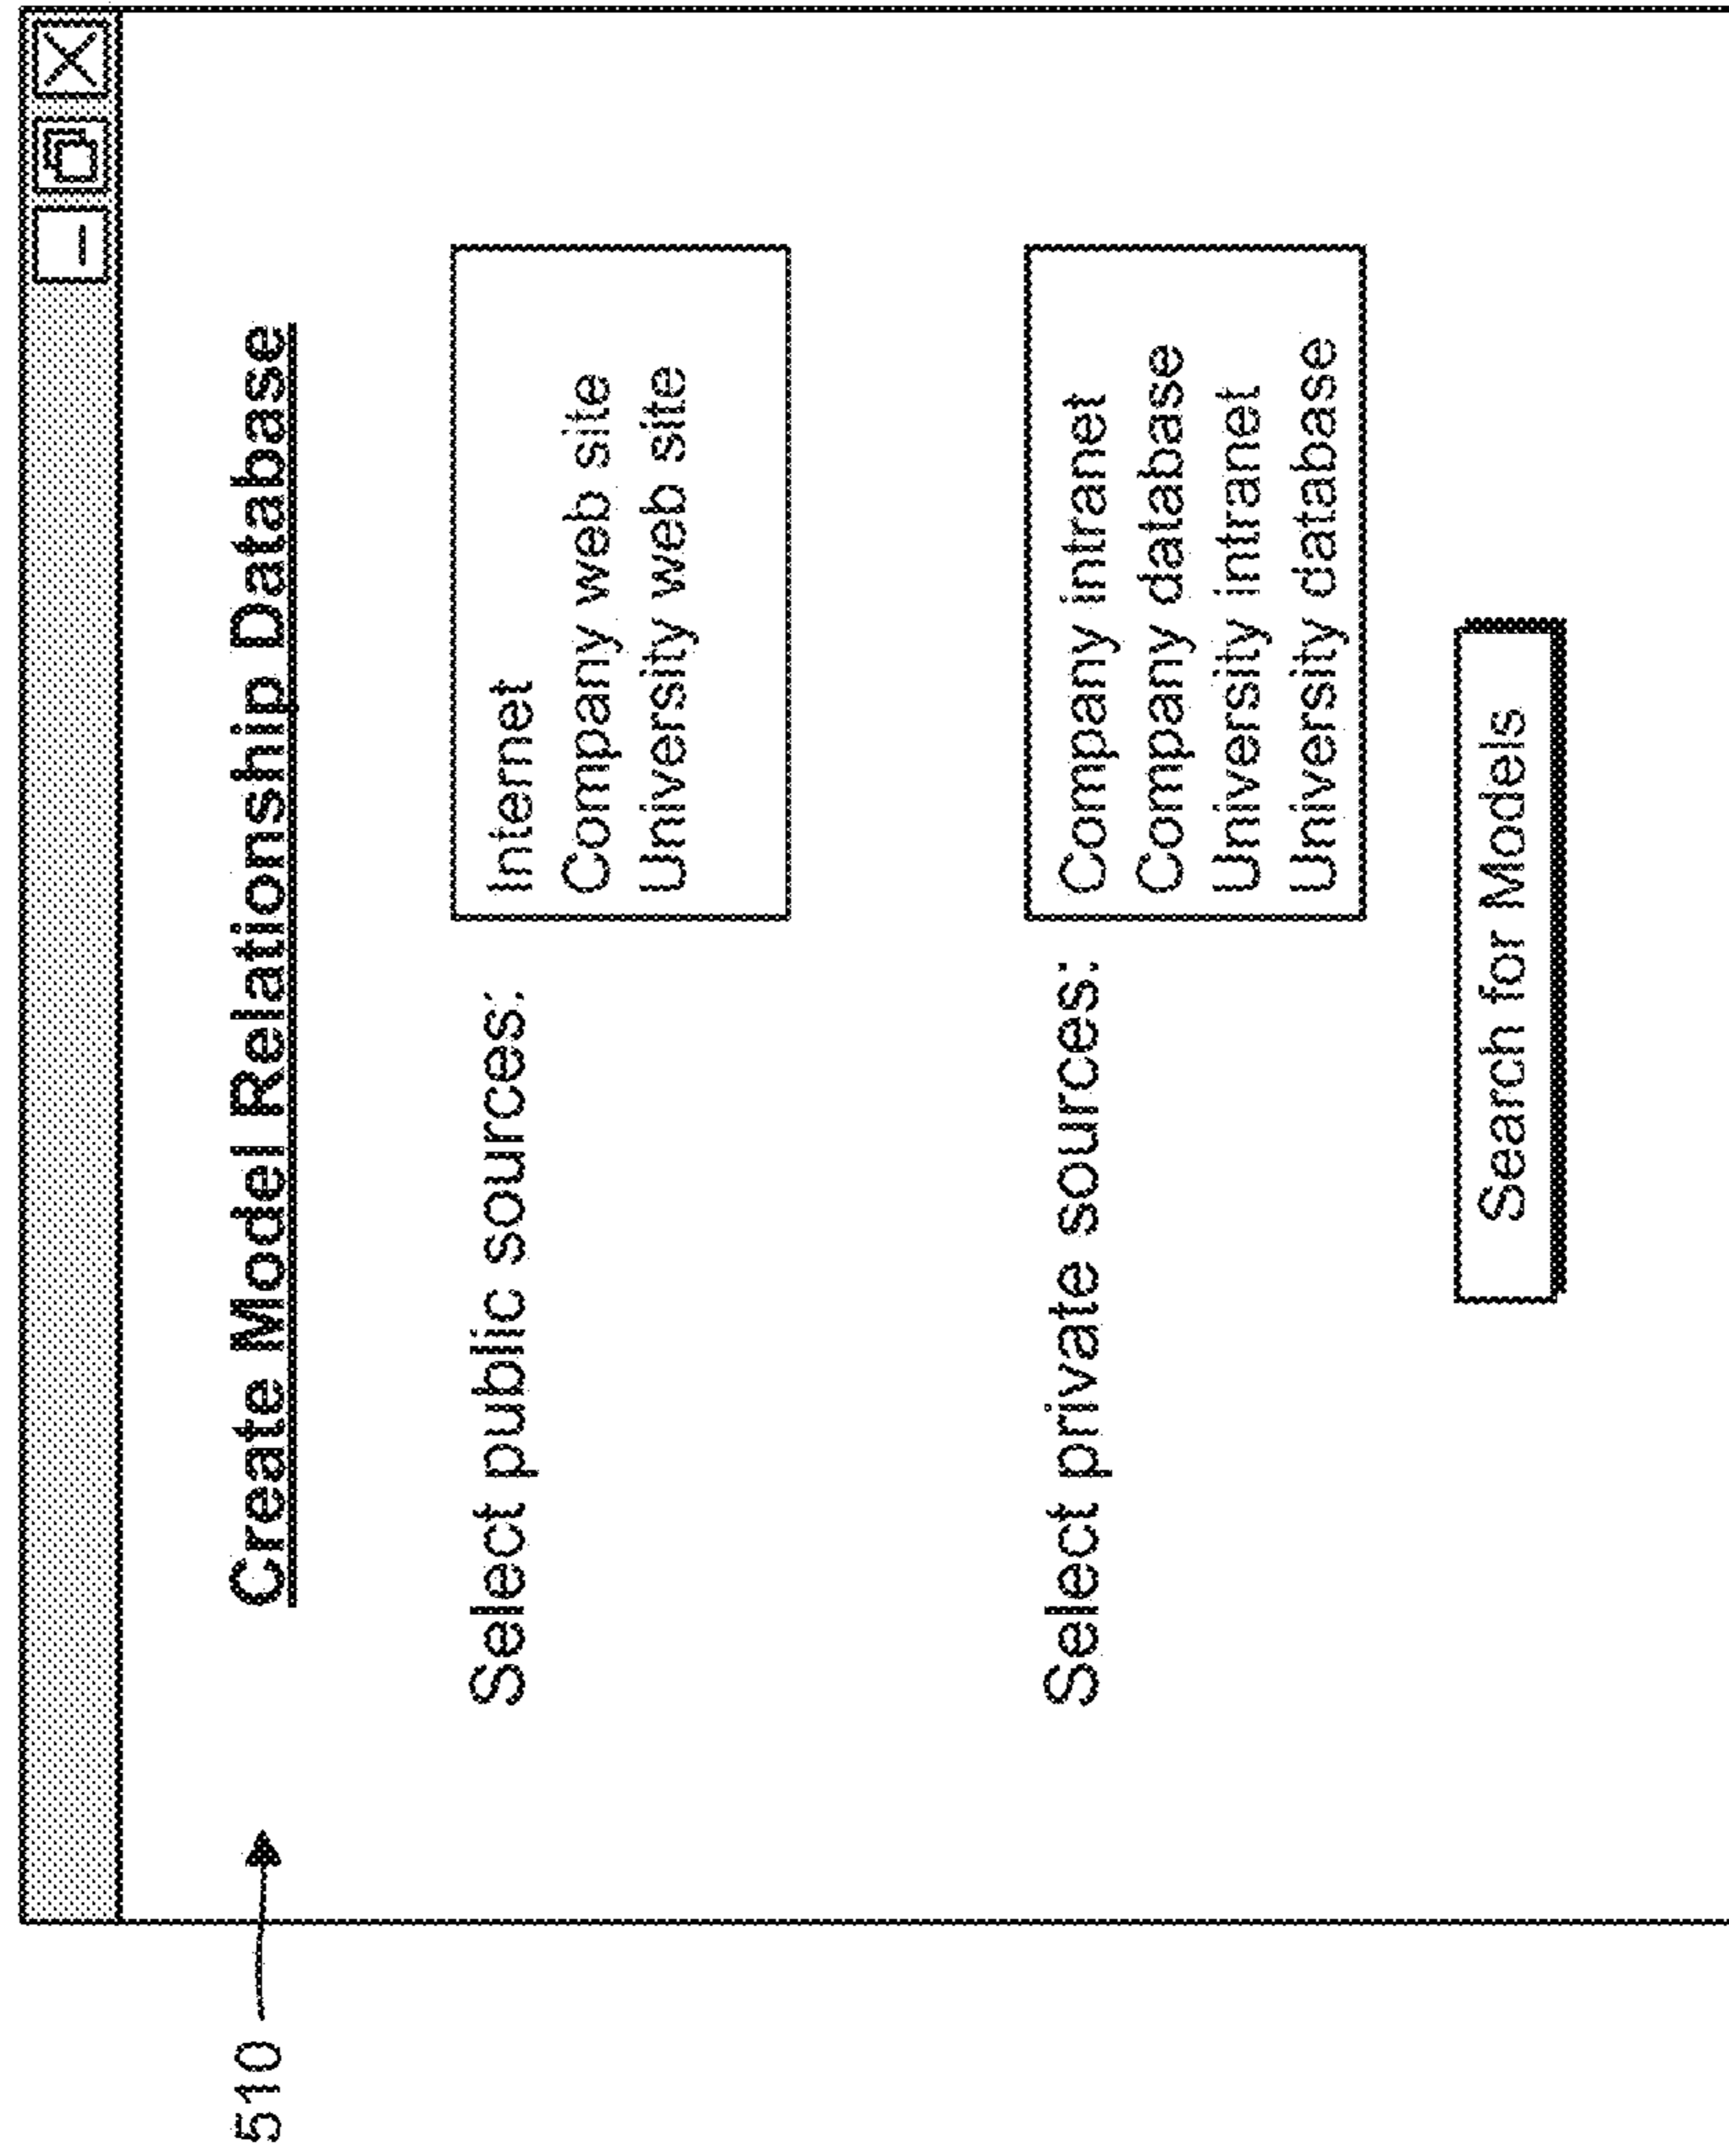 510
Create Model Relationship Database
Select public sources:
Internet
Company web site
University web site
Select private sources:
Company intranet
Company database
University intranet
University database
Search for Models